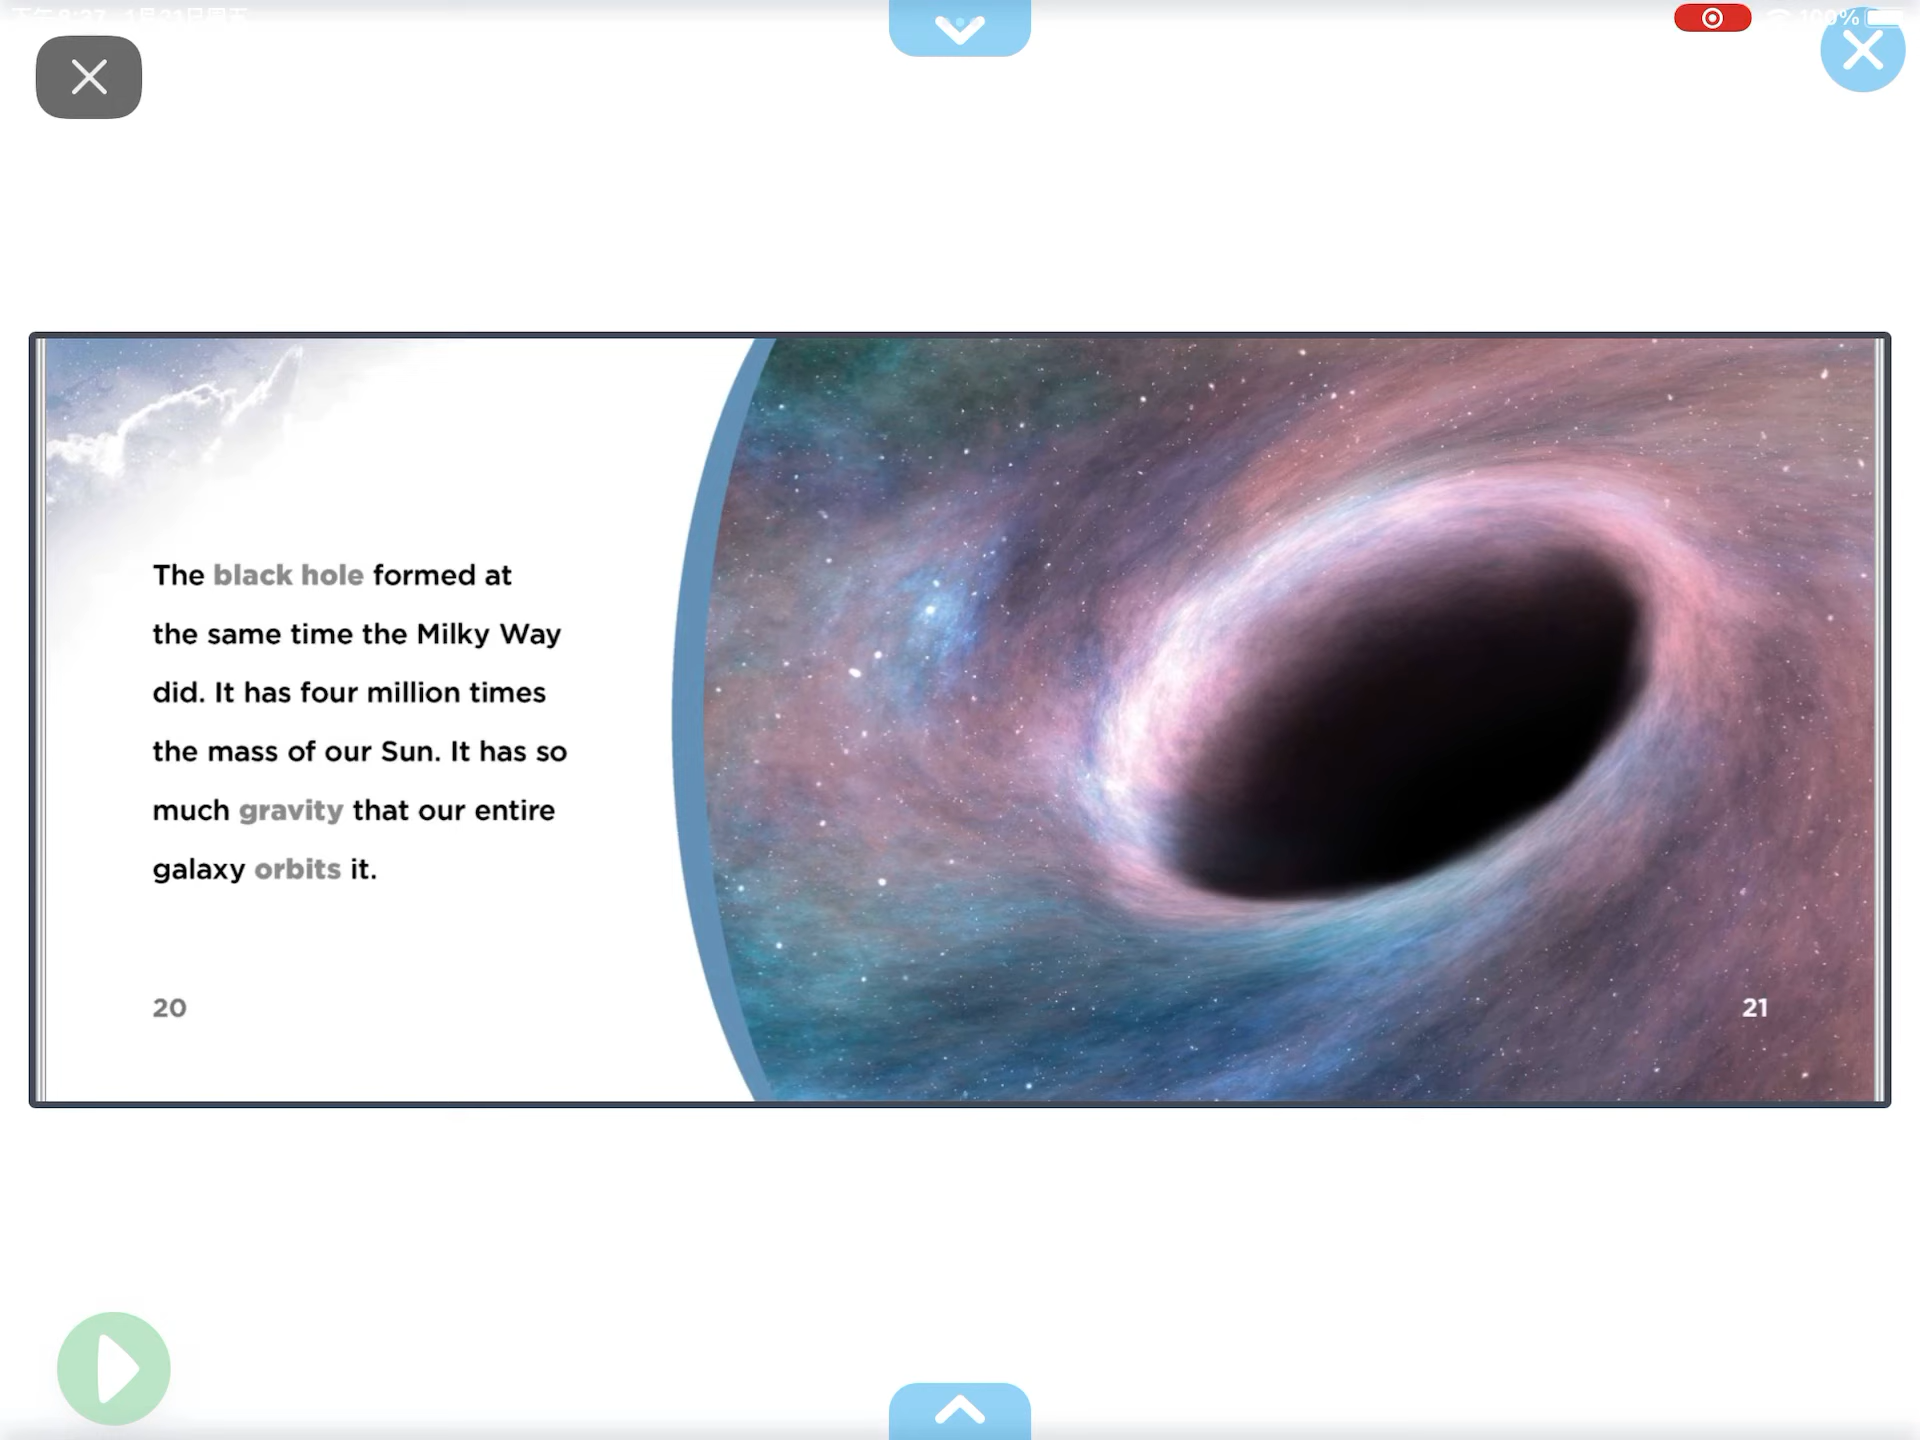 100%
The black hole formed at
the same time the Milky Way
did. It has four million times
the mass of our Sun. It has so
much gravity that our entire
galaxy orbits it.
20
21